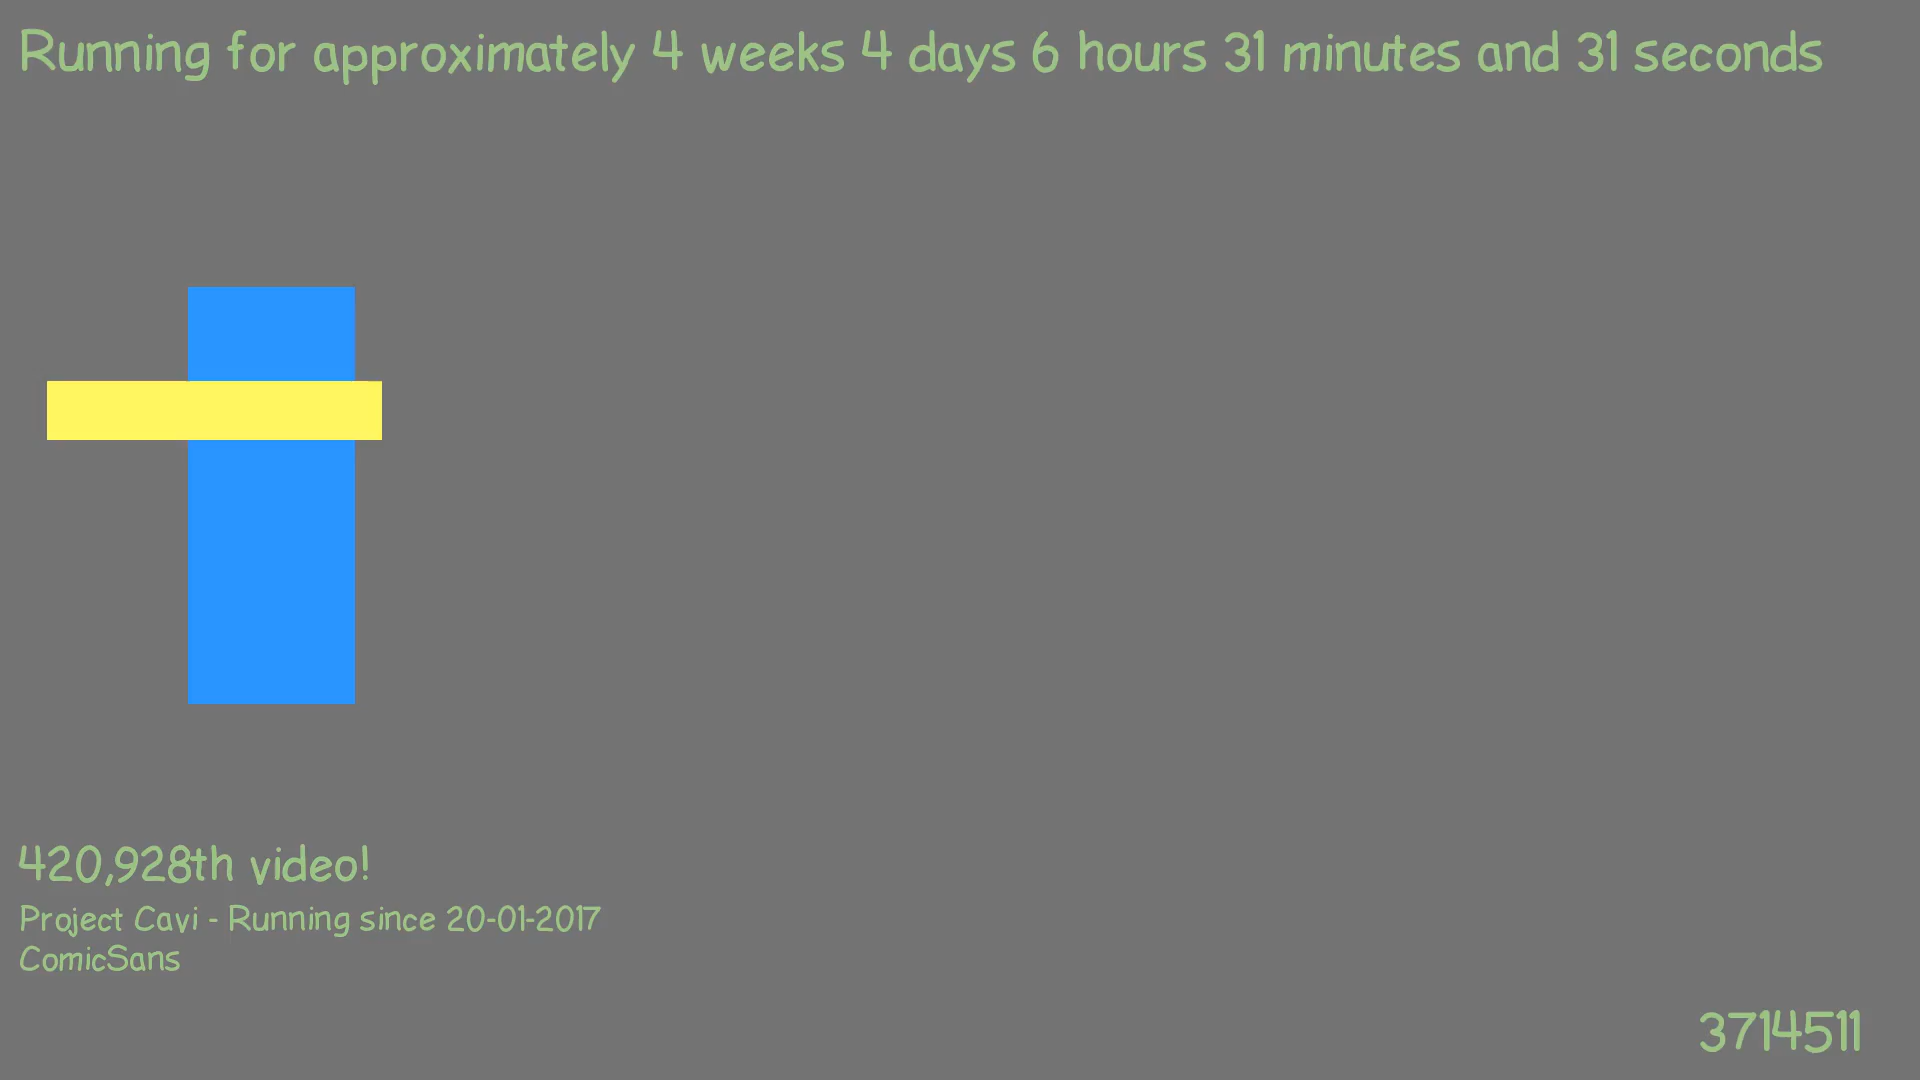 Running for approximately 4 weeks 4 days 6 hours 31 minutes and 31 seconds
420,928th video!
Project Cavi - Running since 20-01-2017
ComicSans
3714511